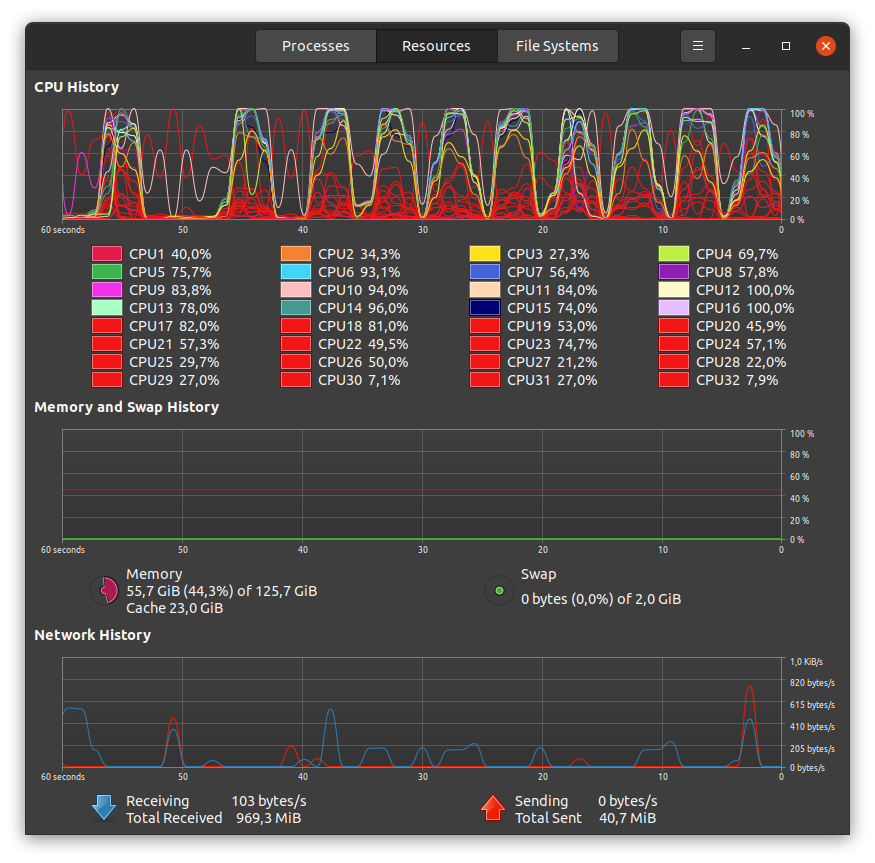 Processes Resources File Systems
CPU History
100 %
80 %
60 %
40 %
20 %
0 %
60 seconds 50 40 30 20 10 0
CPU1 40,0% CPU2 34,3% CPU3 27,3% CPU4 69,7%
CPU5 75,7% CPU6 93,1% CPU7 56,4% CPU8 57,8%
CPU9 83,8% CPU10 94,0% CPU11 84,0% CPU12 100,0%
CPU13 78,0% CPU14 96,0% CPU15 74,0% CPU16 100,0%
CPU17 82,0% CPU18 81,0% CPU19 53,0% CPU20 45,9%
CPU21 57,3% CPU22 49,5% CPU23 74,7% CPU24 57,1%
CPU25 29,7% CPU26 50,0% CPU27 21,2% CPU28 22,0%
CPU29 27,0% CPU30 7,1% CPU31 27,0% CPU32 7,9%
Memory and Swap History
100 %
80 %
60 %
40 %
20 %
0 %
60 seconds 50 40 30 20 10 0
Memory
55,7 GiB (44,3%) of 125,7 GiB
Cache 23,0 GiB
Swap
0 bytes (0,0%) of 2,0 GiB
Network History
1,0 KiB/s
820 bytes/s
615 bytes/s
410 bytes/s
205 bytes/s
0 bytes/s
60 seconds 50 40 30 20 10 0
Receiving 103 bytes/s
Total Received 969,3 MiB
Sending 0 bytes/s
Total Sent 40,7 MiB